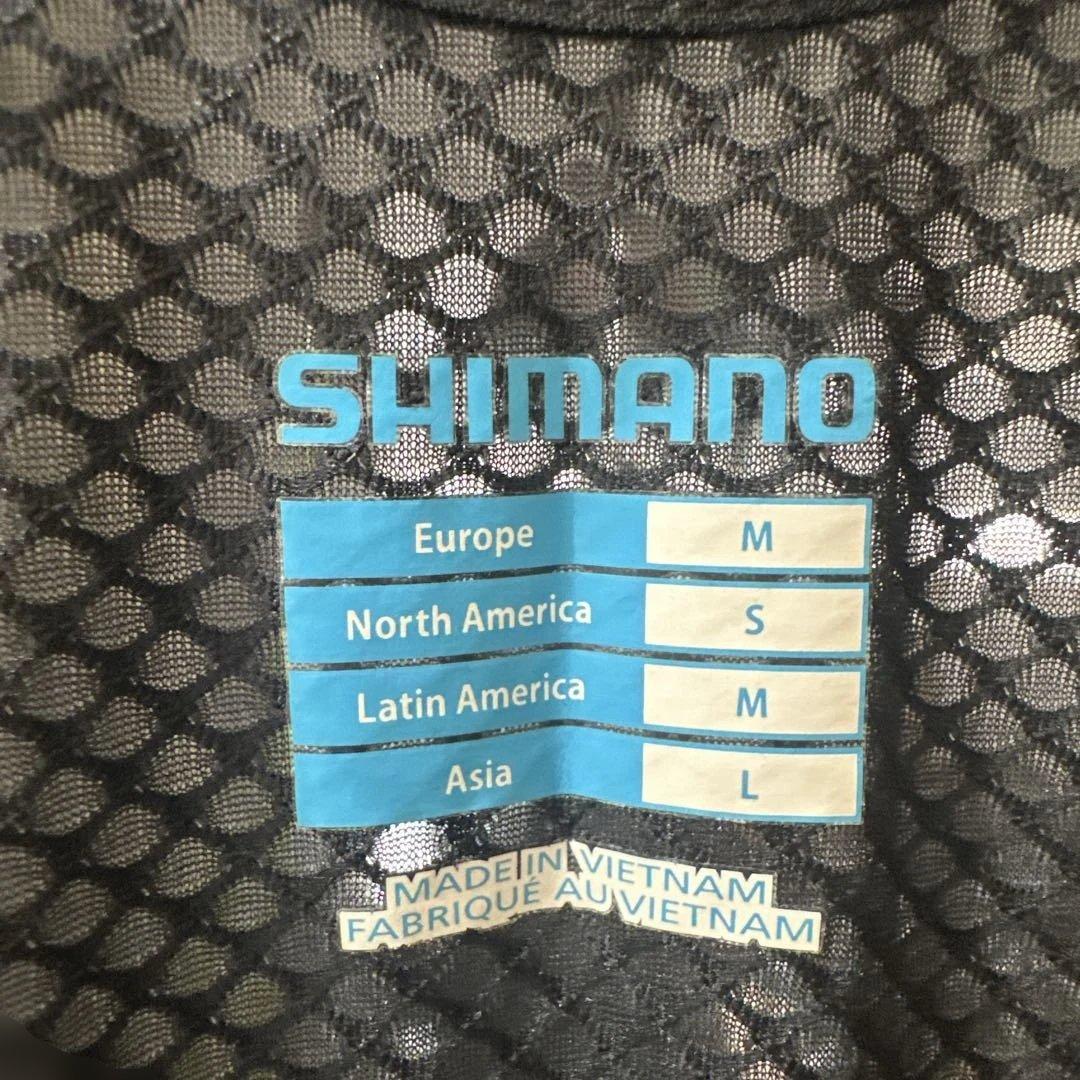 SHIMANO
Europe M
North America S
Latin America M
Asia L
MADE IN VIETNAM
FABRIQUÉ AU VIETNAM